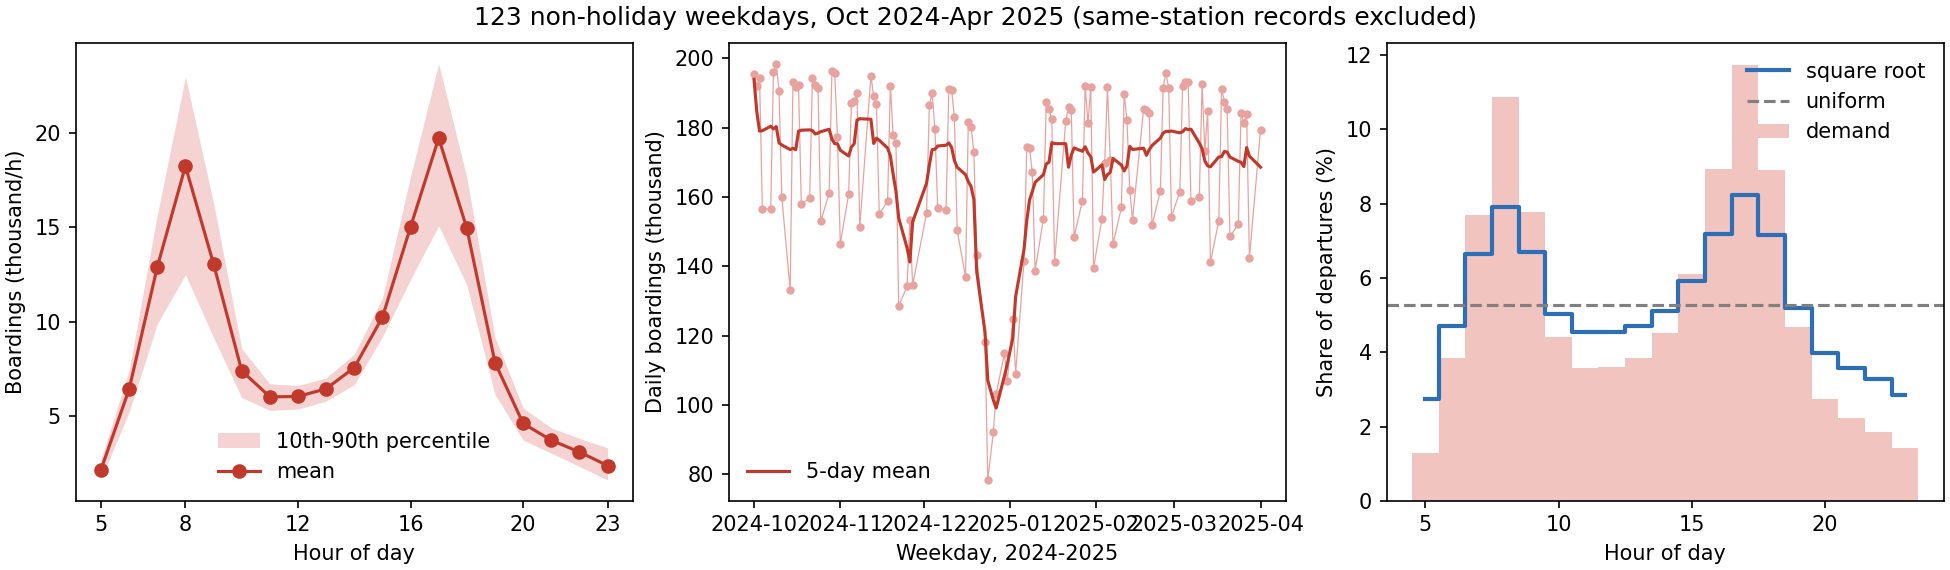 123 non-holiday weekdays, Oct 2024-Apr 2025 (same-station records excluded)
Boardings (thousand/h)
20
15
10
5
10th-90th percentile
mean
5 8 12 16 20 23
Hour of day
Daily boardings (thousand)
200
180
160
140
120
100
80
5-day mean
2024-10 2024-11 2024-12 2025-01 2025-02 2025-03 2025-04
Weekday, 2024-2025
Share of departures (%)
12
10
8
6
4
2
0
square root
uniform
demand
5 10 15 20
Hour of day